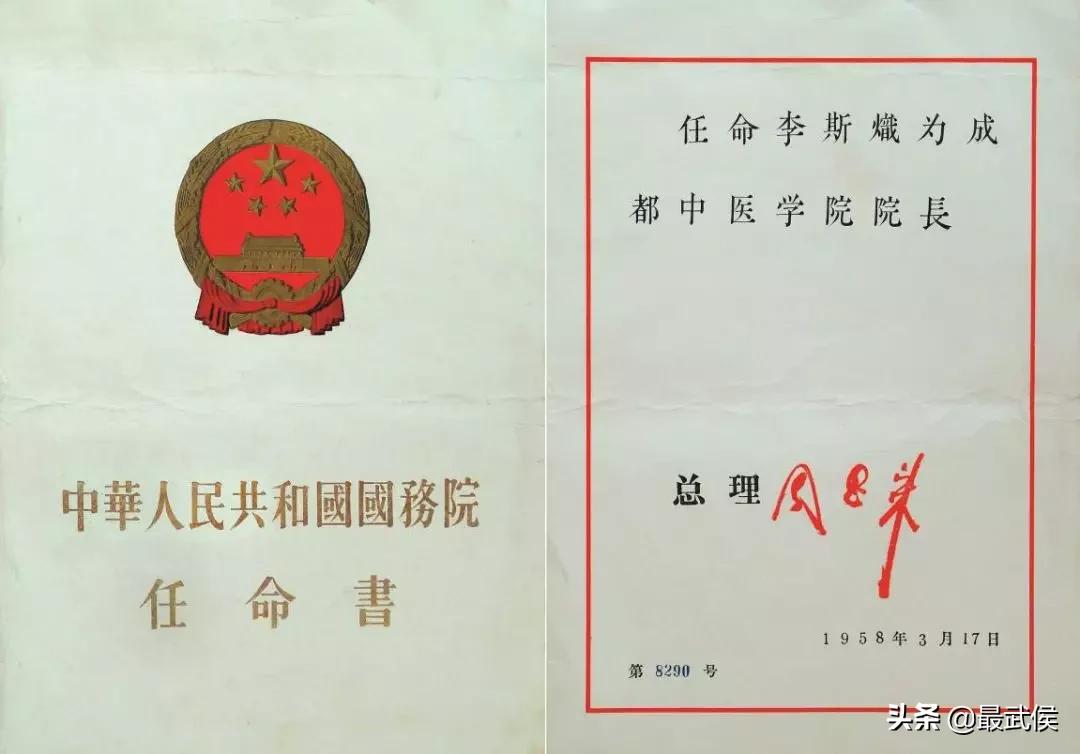 中華人民共和國國務院
任命書
任命李斯熾为成
都中医学院院長
总理 周恩来
1958年3月17日
第 8290 号
头条 @最武侯